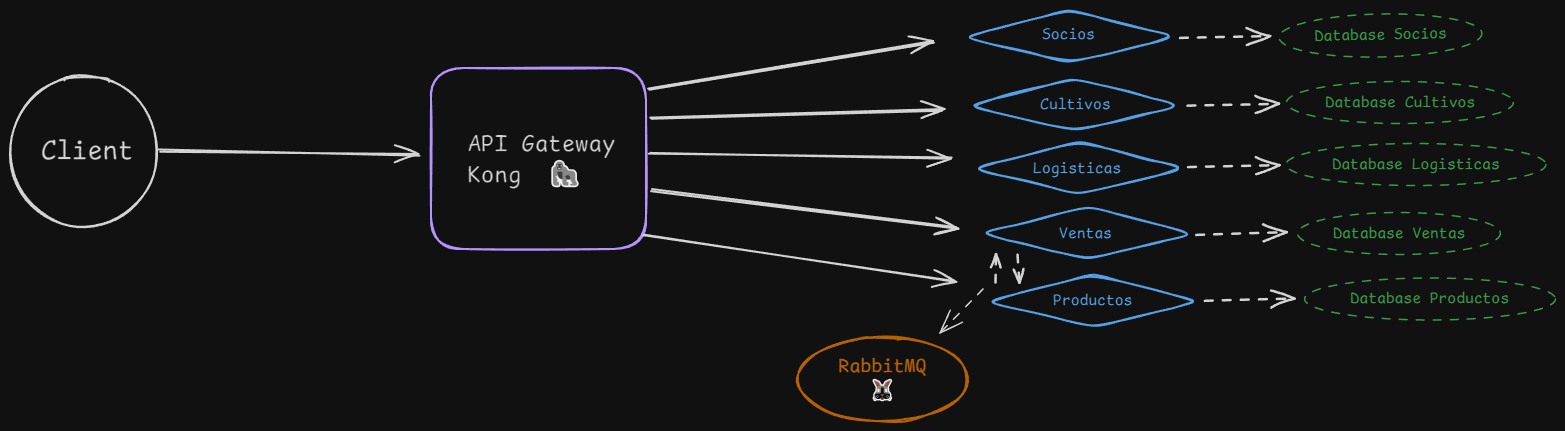 Client
API Gateway
Kong
Socios
Cultivos
Logisticas
Ventas
Productos
Database Socios
Database Cultivos
Database Logisticas
Database Ventas
Database Productos
RabbitMQ